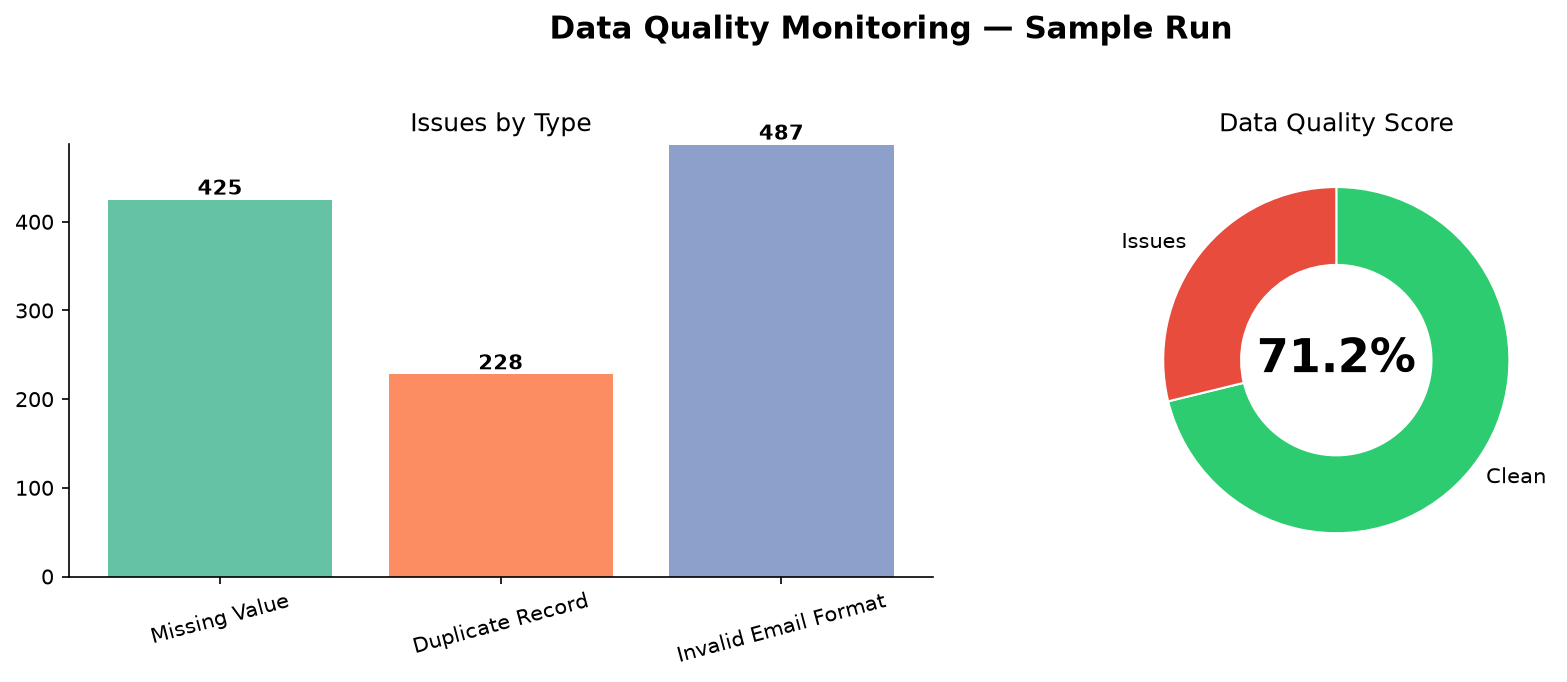 Data Quality Monitoring — Sample Run
Issues by Type
487
425
228
400
300
200
100
0
Missing Value
Duplicate Record
Invalid Email Format
Data Quality Score
Issues
71.2%
Clean